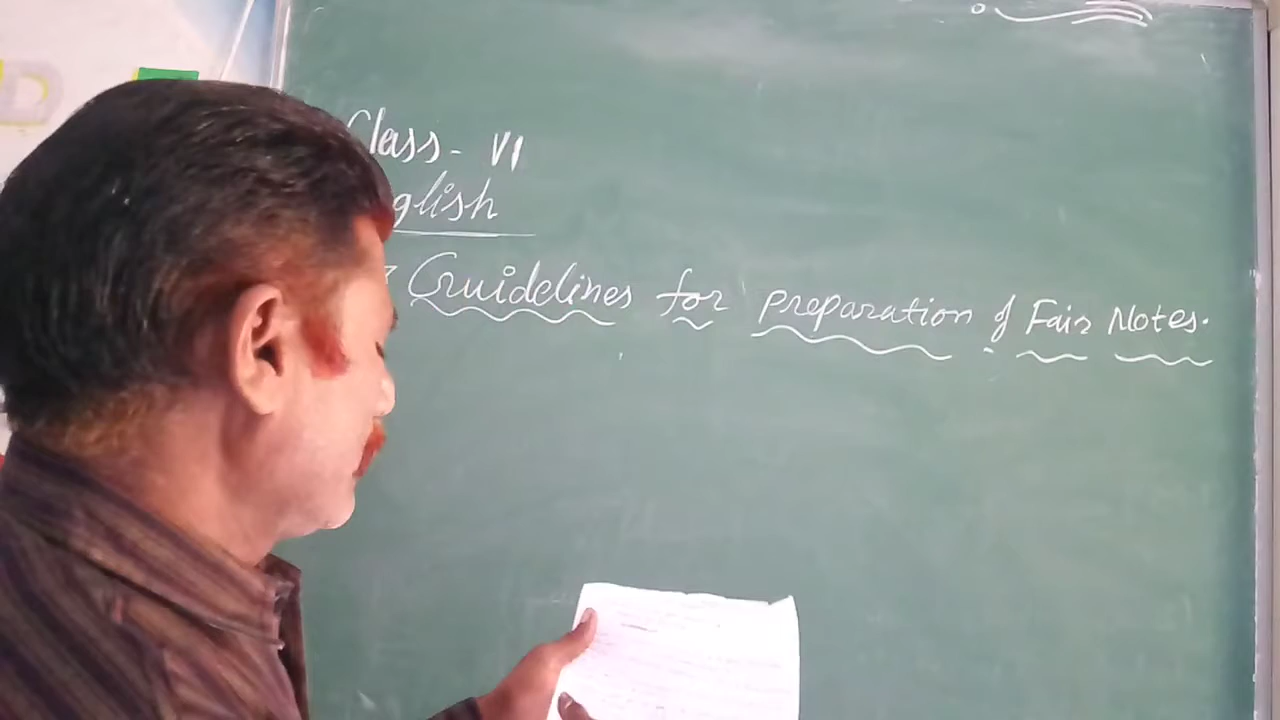 Class - VI
glish
Guidelines for preparation of Fair Notes.